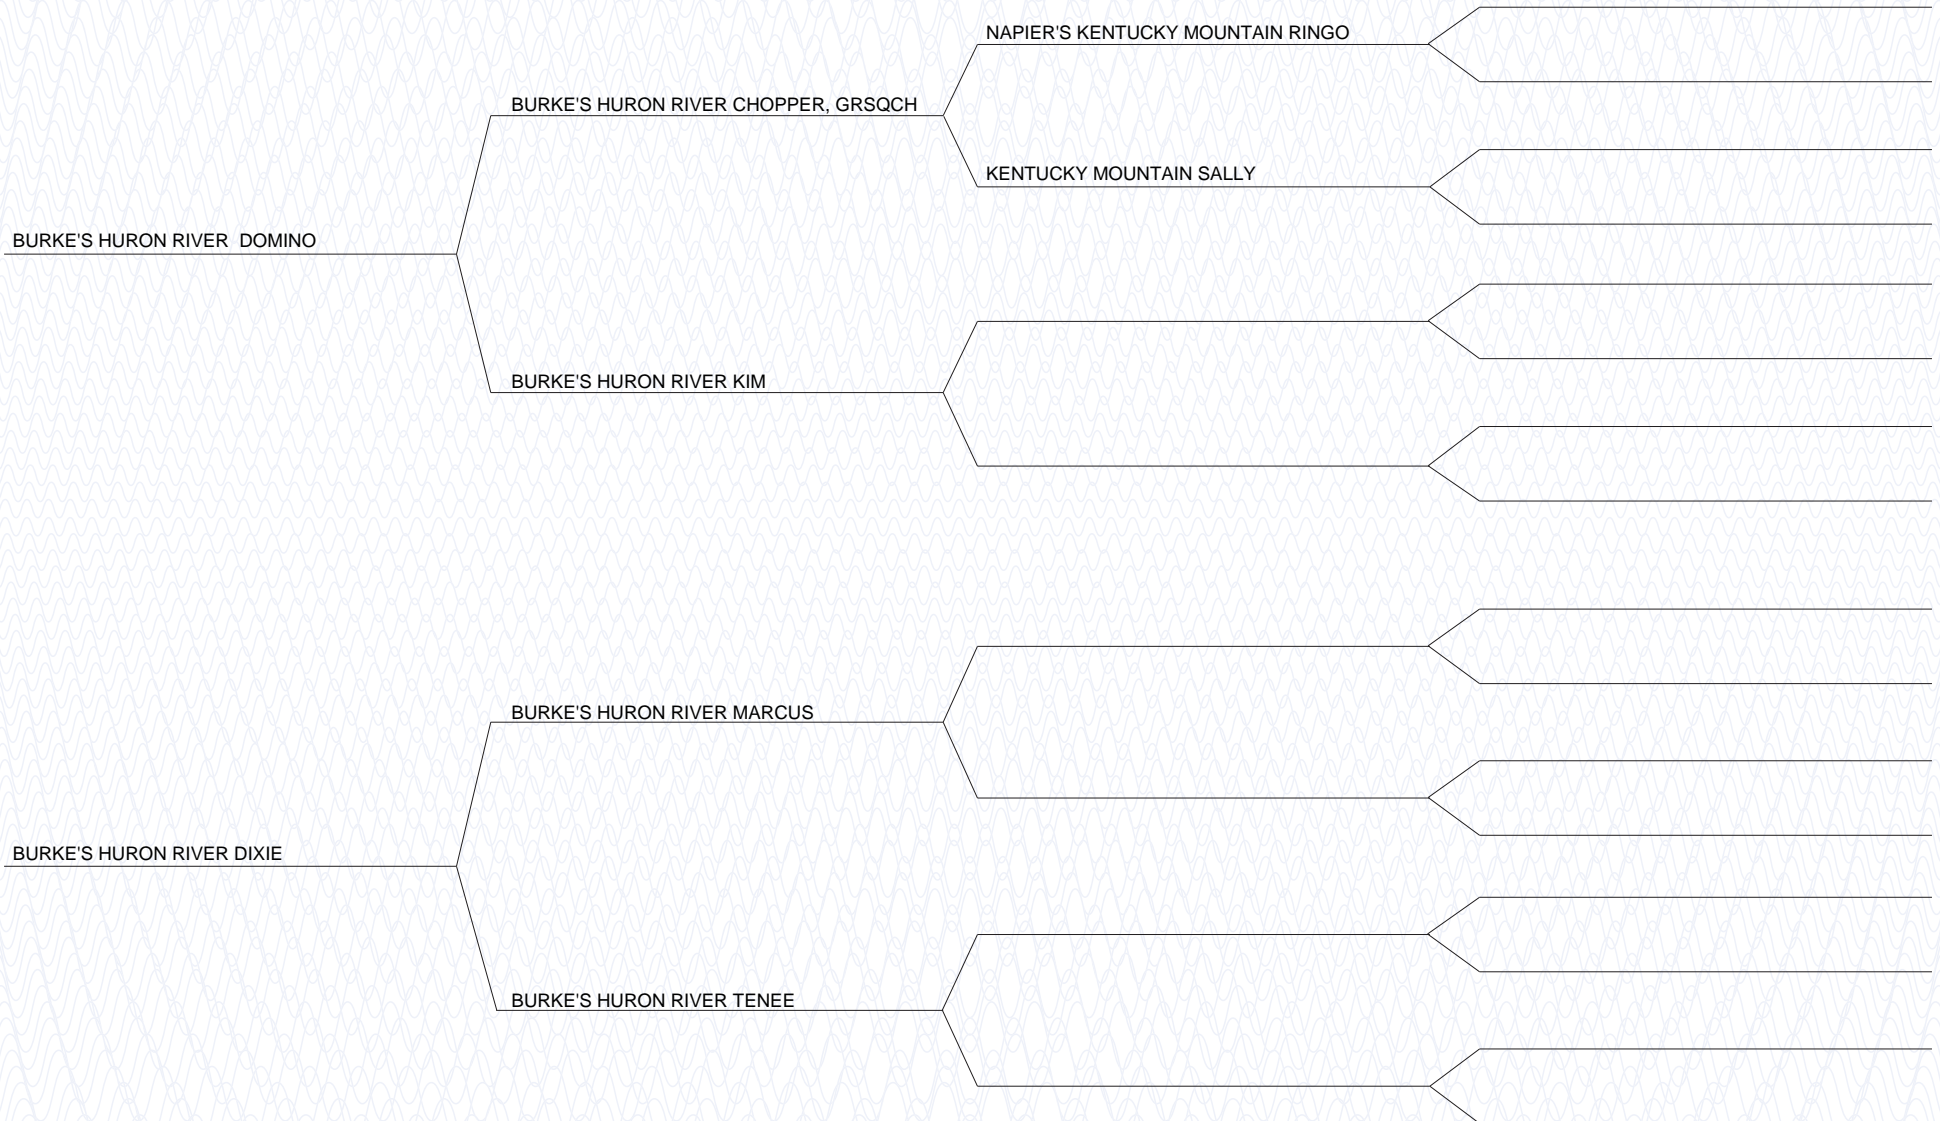 NAPIER'S KENTUCKY MOUNTAIN RINGO
BURKE'S HURON RIVER CHOPPER, GRSQCH
KENTUCKY MOUNTAIN SALLY
BURKE'S HURON RIVER  DOMINO
BURKE'S HURON RIVER KIM
BURKE'S HURON RIVER MARCUS
BURKE'S HURON RIVER DIXIE
BURKE'S HURON RIVER TENEE